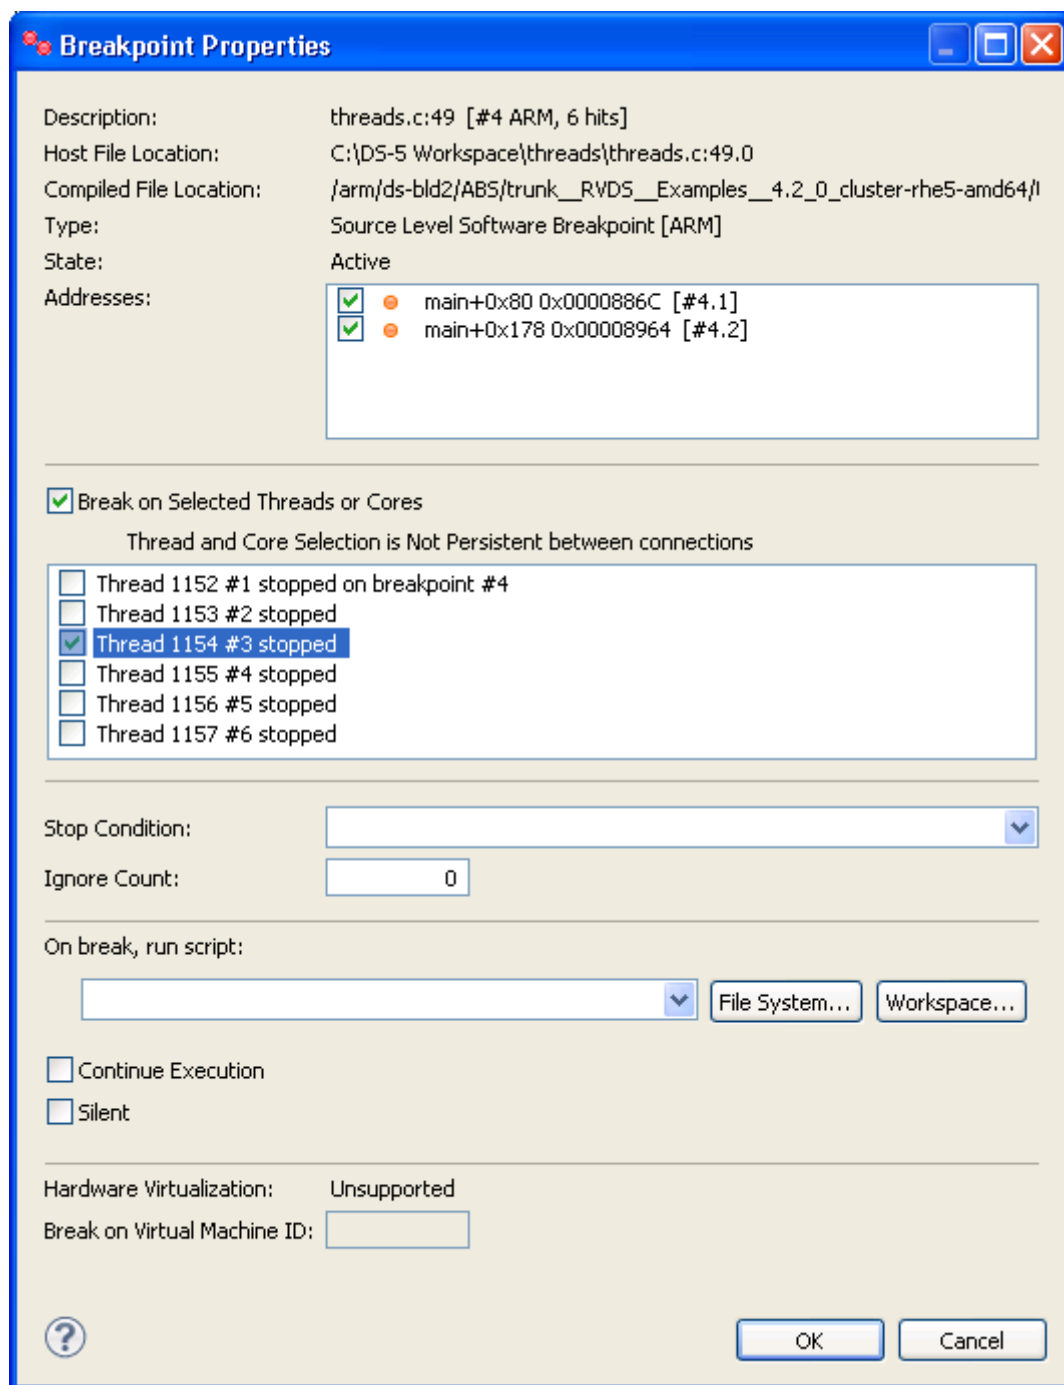 Breakpoint Properties
Description: threads.c:49 [#4 ARM, 6 hits]
Host File Location: C:\DS-5 Workspace\threads\threads.c:49.0
Compiled File Location: /arm/ds-bld2/ABS/trunk__RVDS__Examples__4.2_0_cluster-rhe5-amd64/
Type: Source Level Software Breakpoint [ARM]
State: Active
Addresses: main+0x80 0x0000886C [#4.1]
main+0x178 0x00008964 [#4.2]
Break on Selected Threads or Cores
Thread and Core Selection is Not Persistent between connections
Thread 1152 #1 stopped on breakpoint #4
Thread 1153 #2 stopped
Thread 1154 #3 stopped
Thread 1155 #4 stopped
Thread 1156 #5 stopped
Thread 1157 #6 stopped
Stop Condition:
Ignore Count: 0
On break, run script:
File System... Workspace...
Continue Execution
Silent
Hardware Virtualization: Unsupported
Break on Virtual Machine ID:
? OK Cancel